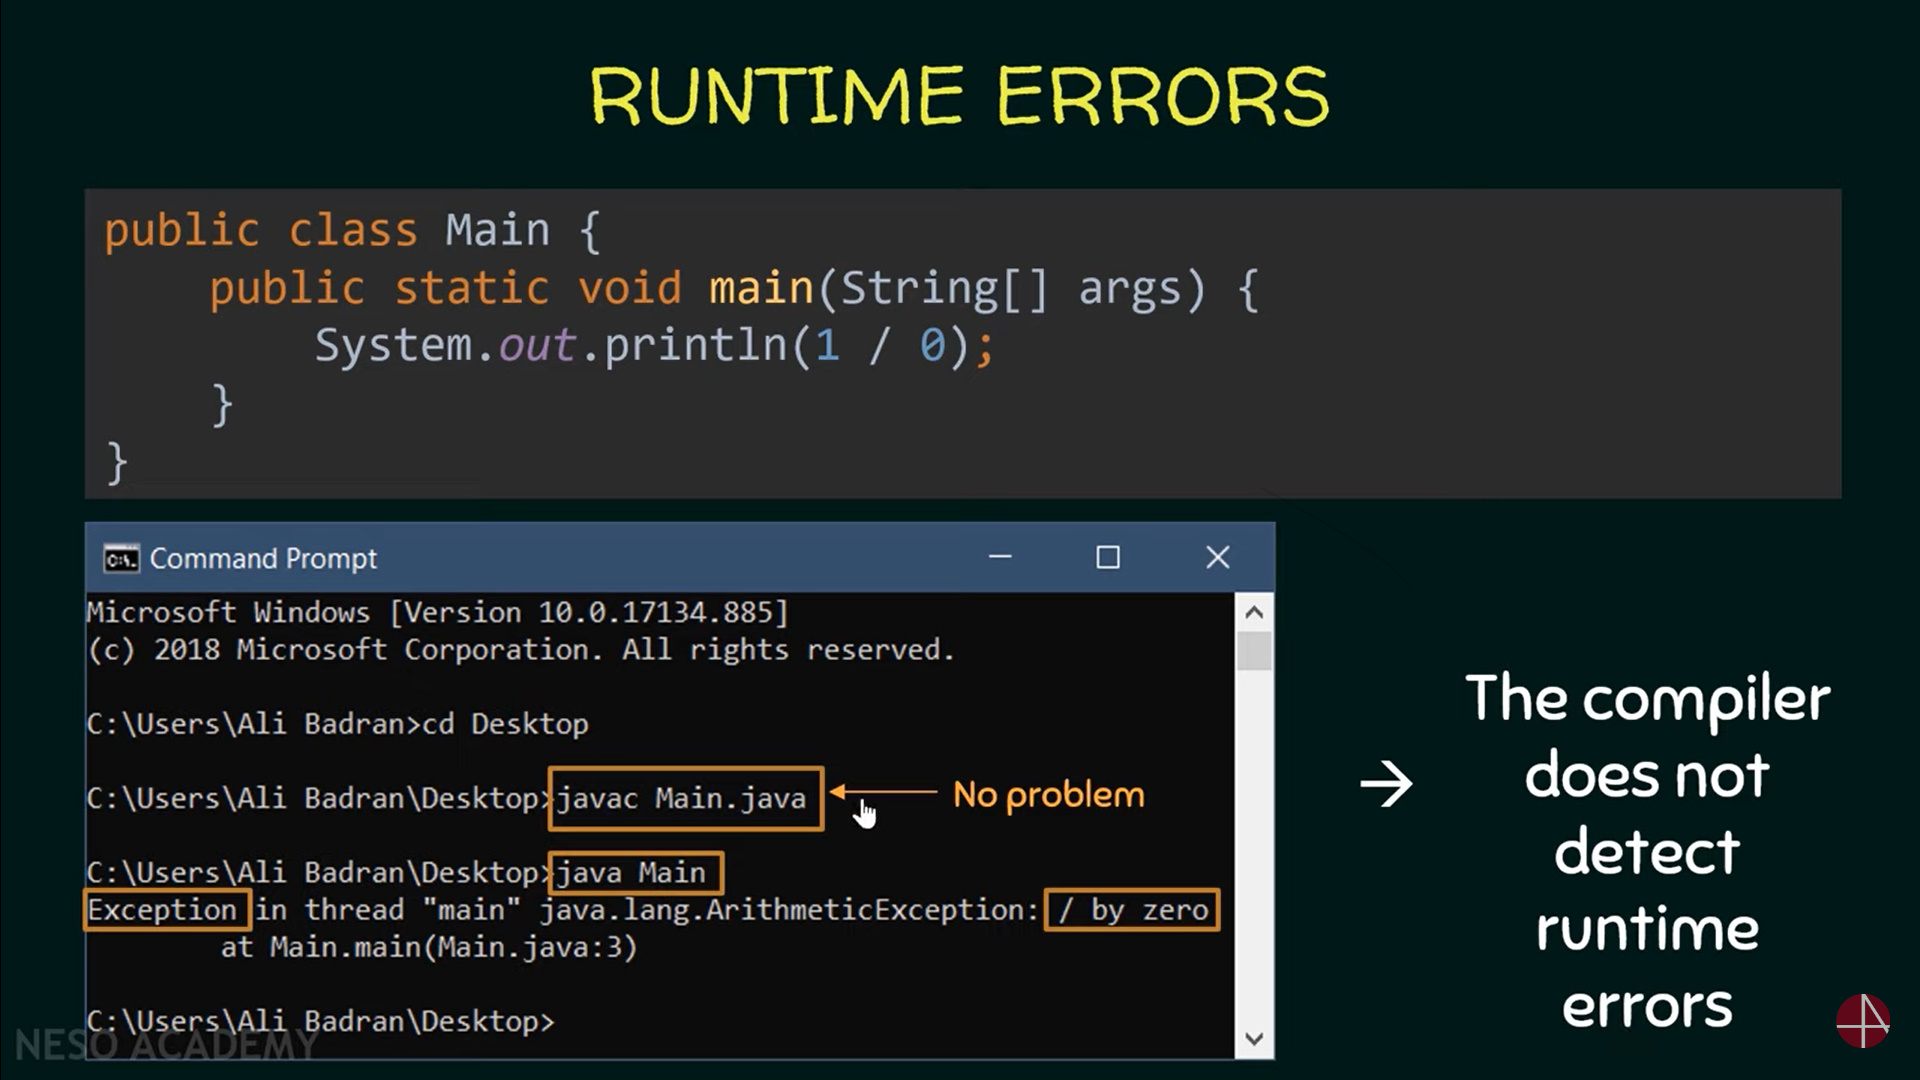 RUNTIME ERRORS
public class Main {
public static void main(String[] args) {
System.out.println(1 / 0);
}
}
C:\. Command Prompt
Microsoft Windows [Version 10.0.17134.885]
(c) 2018 Microsoft Corporation. All rights reserved.
C:\Users\Ali Badran>cd Desktop
C:\Users\Ali Badran\Desktop>javac Main.java
No problem
C:\Users\Ali Badran\Desktop>java Main
Exception in thread "main" java.lang.ArithmeticException: / by zero
at Main.main(Main.java:3)
C:\Users\Ali Badran\Desktop>
The compiler
does not
detect
runtime
errors
NESO ACADEMY